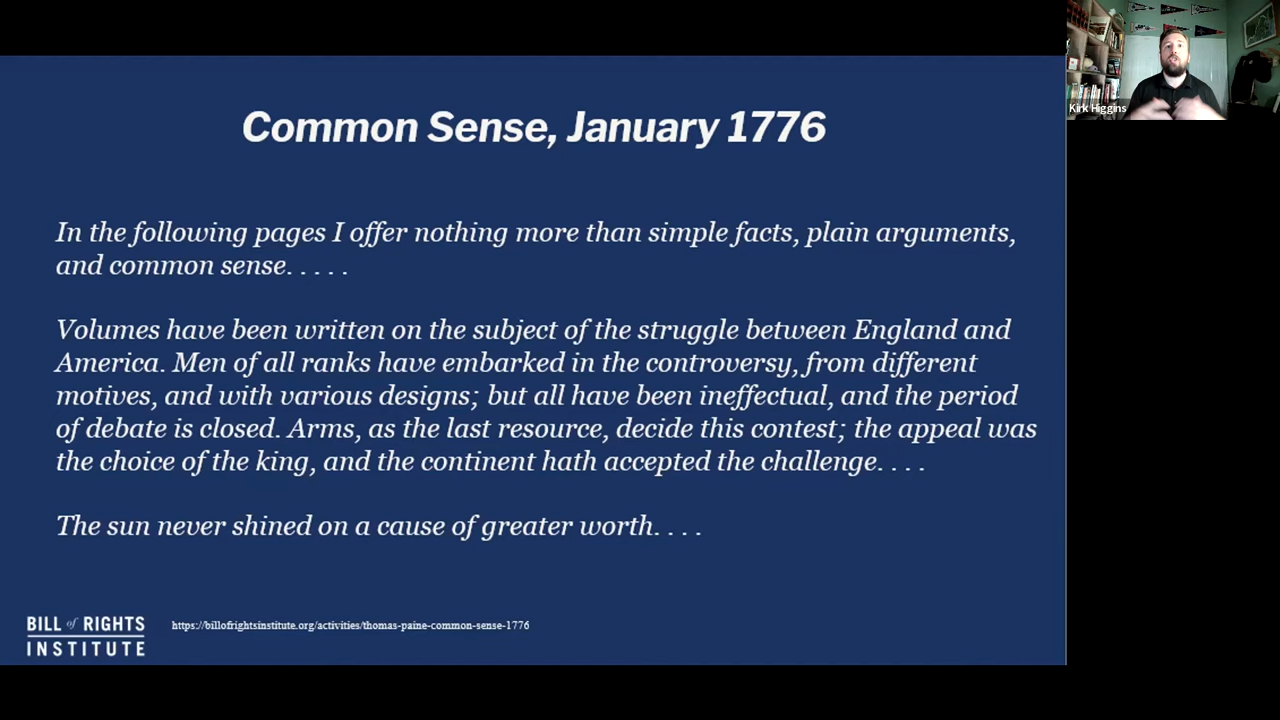 Common Sense, January 1776
Kirk Higgins
In the following pages I offer nothing more than simple facts, plain arguments,
and common sense. . . . .
Volumes have been written on the subject of the struggle between England and
America. Men of all ranks have embarked in the controversy, from different
motives, and with various designs; but all have been ineffectual, and the period
of debate is closed. Arms, as the last resource, decide this contest; the appeal was
the choice of the king, and the continent hath accepted the challenge. . . .
The sun never shined on a cause of greater worth. . . .
BILL of RIGHTS
INSTITUTE
https://billofrightsinstitute.org/activities/thomas-paine-common-sense-1776